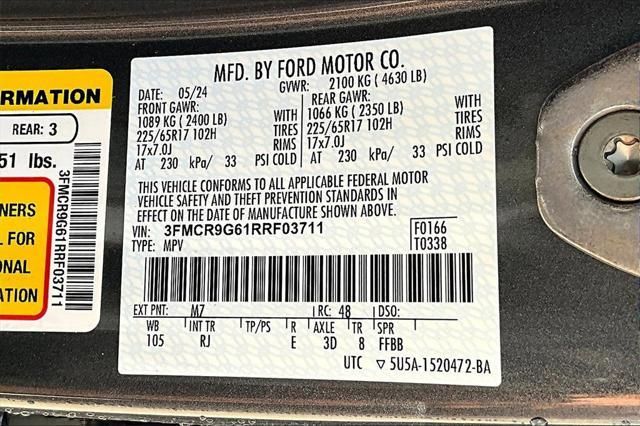 MFD. BY FORD MOTOR CO.
DATE: 05/24 GVWR: 2100 KG ( 4630 LB)
FRONT GAWR: REAR GAWR:
1089 KG ( 2400 LB) WITH 1066 KG ( 2350 LB) WITH
225/65R17 102H TIRES 225/65R17 102H TIRES
17x7.0J RIMS 17x7.0J RIMS
AT 230 kPa/ 33 PSI COLD AT 230 kPa/ 33 PSI COLD
THIS VEHICLE CONFORMS TO ALL APPLICABLE FEDERAL MOTOR
VEHICLE SAFETY AND THEFT PREVENTION STANDARDS IN
EFFECT ON THE DATE OF MANUFACTURE SHOWN ABOVE.
VIN: 3FMCR9G61RRF03711 F0166
TYPE: MPV T0338
EXT PNT: M7 RC: 48 DSO:
WB INT TR TP/PS R AXLE TR SPR
105 RJ E 3D 8 FFBB
UTC ▽ 5U5A-1520472-BA
ORMATION
REAR: 3
51 lbs.
NERS
FOR
ONAL
ATION
3FMCR9G61RRF03711